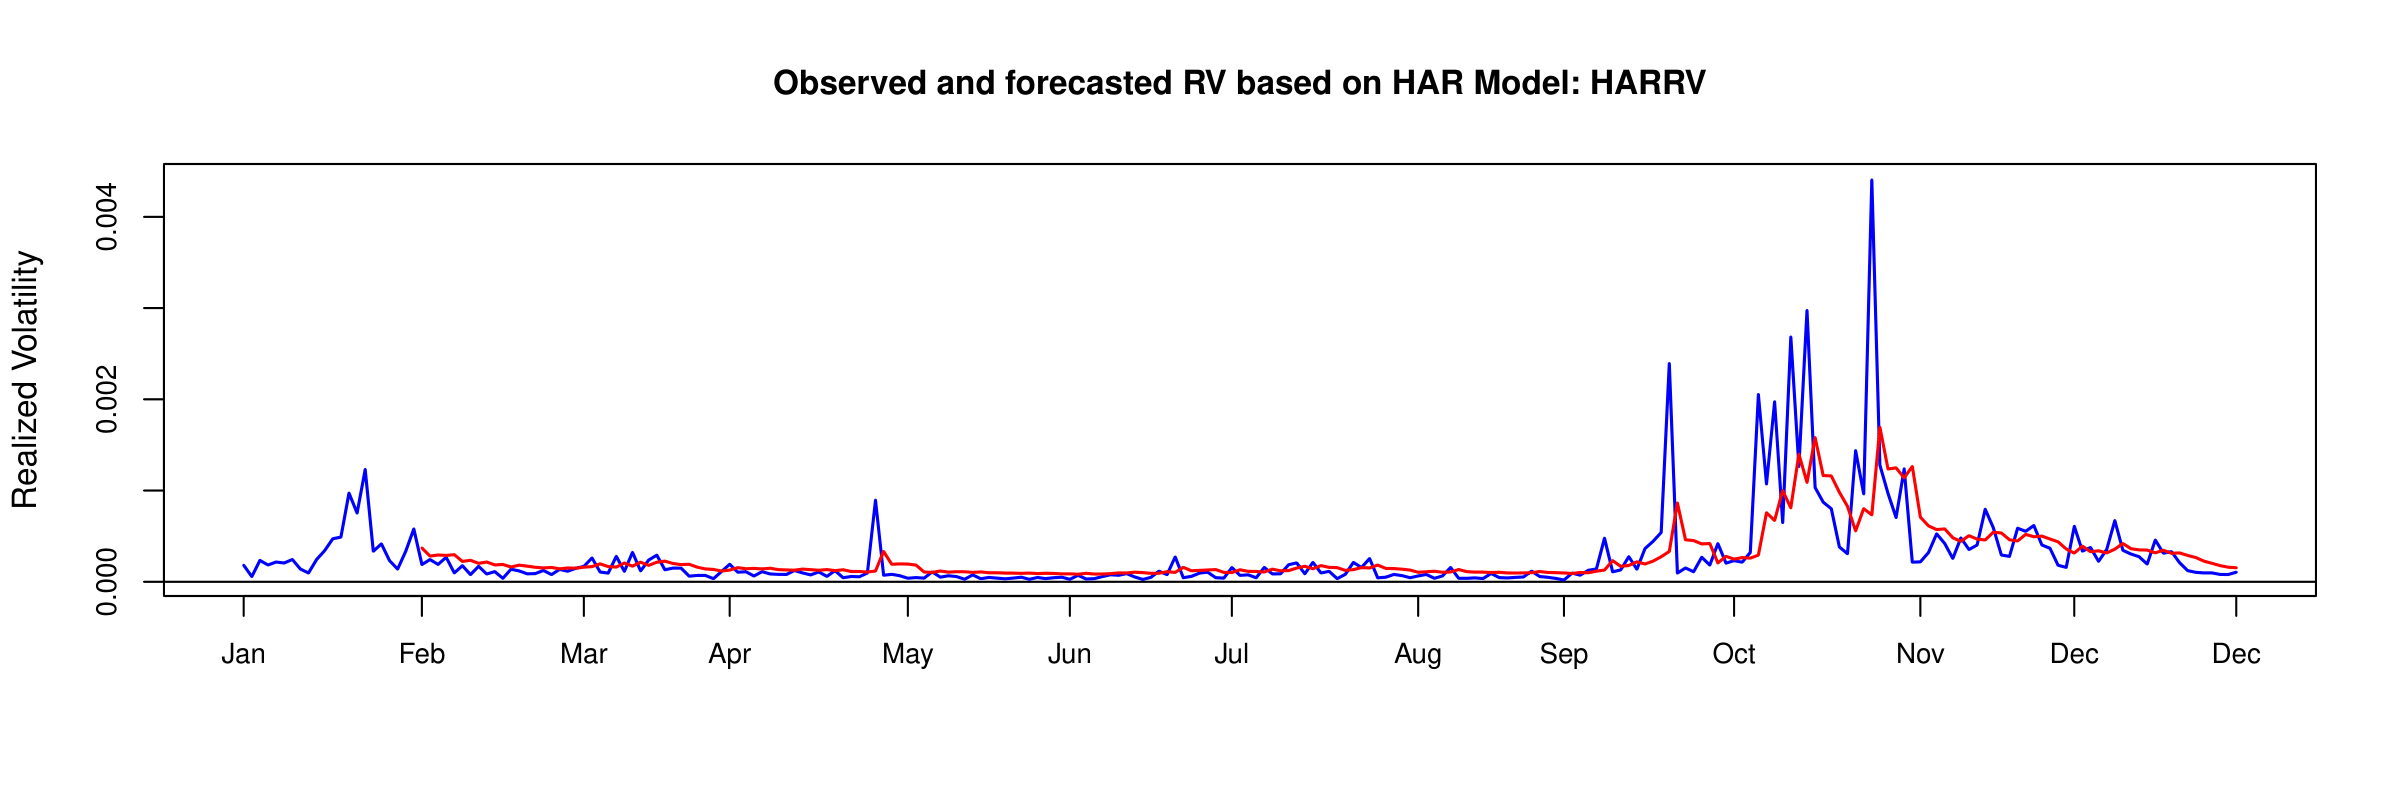 Observed and forecasted RV based on HAR Model: HARRV
Realized Volatility
0.004
0.002
0.000
Jan Feb Mar Apr May Jun Jul Aug Sep Oct Nov Dec Dec